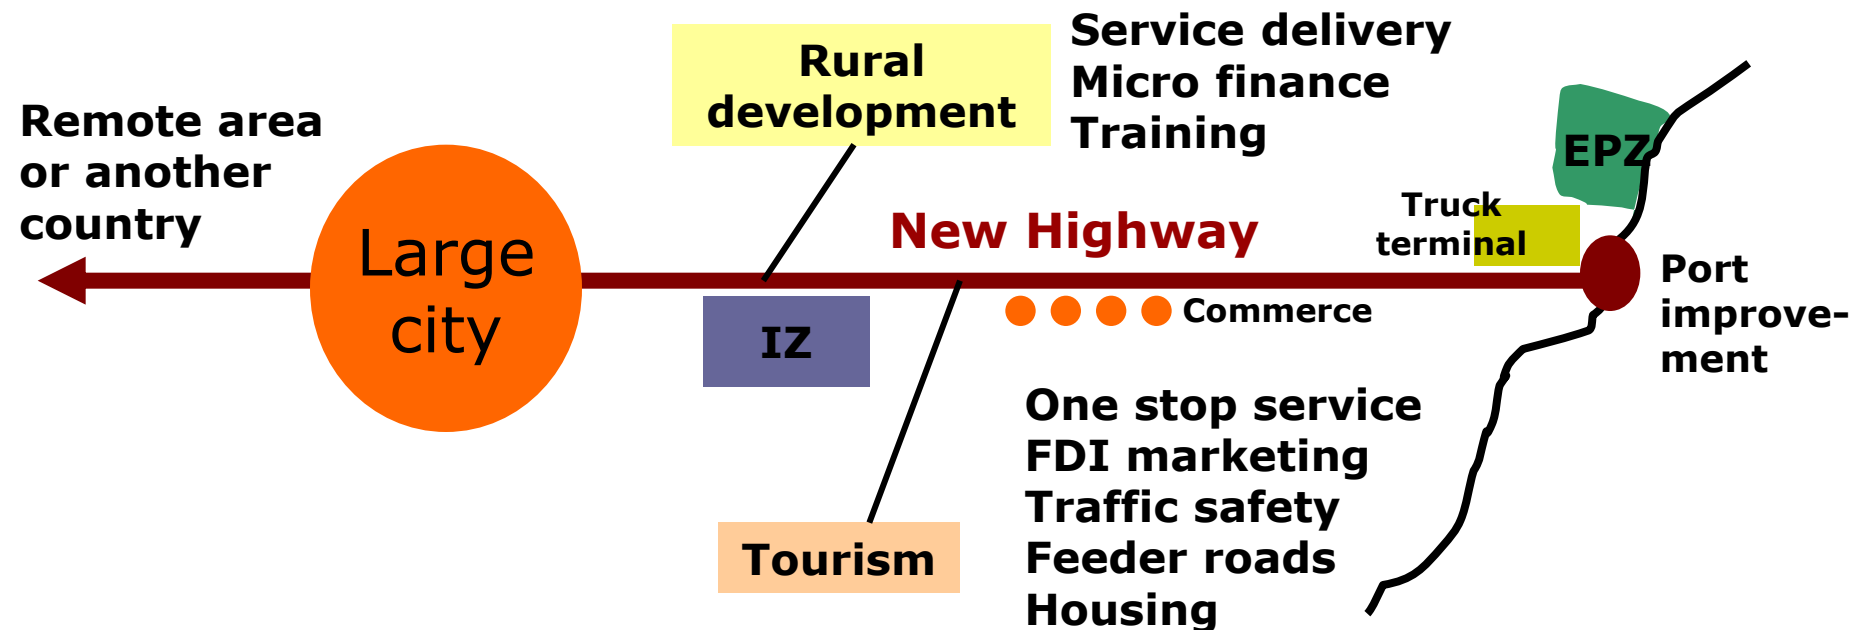 Remote area
or another
country
Large
city
Rural
development
Service delivery
Micro finance
Training
New Highway
IZ
Tourism
Commerce
One stop service
FDI marketing
Traffic safety
Feeder roads
Housing
Truck
terminal
EPZ
Port
improve-
ment